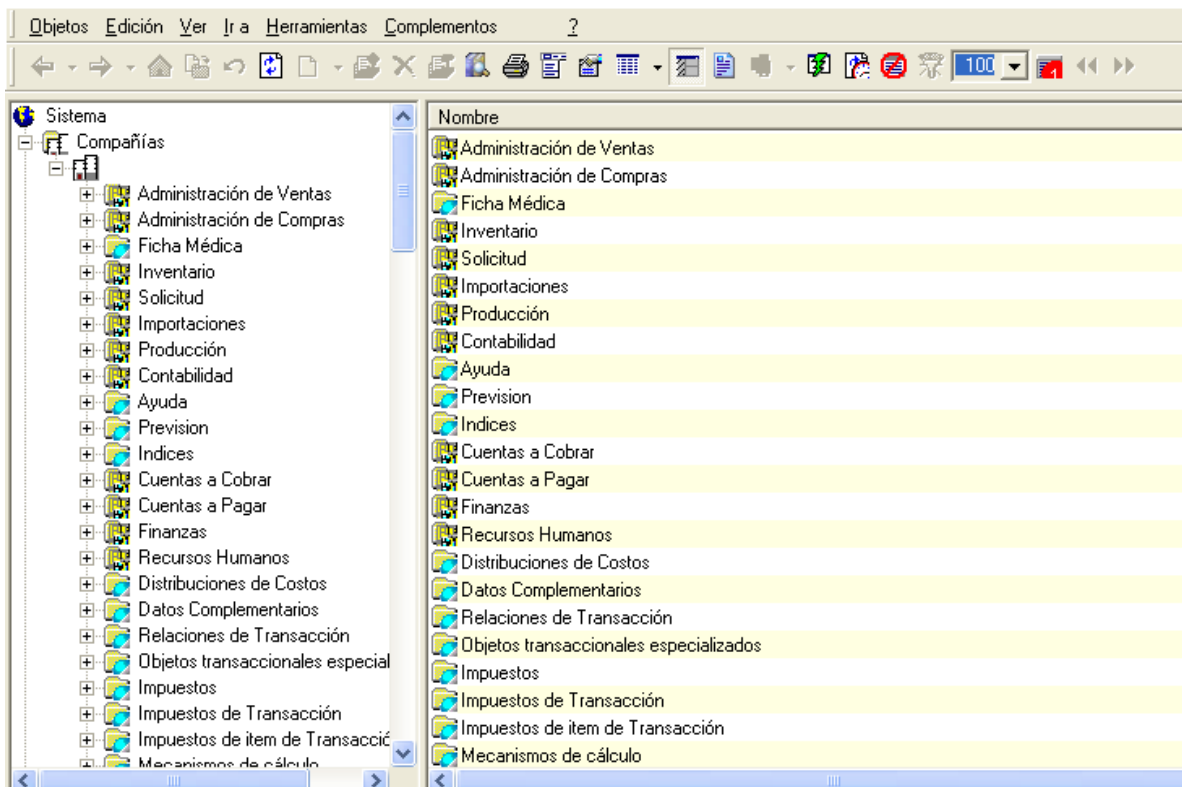 Objetos Edición Ver Ir a Herramientas Complementos ?
100
Sistema
Compañías
Administración de Ventas
Administración de Compras
Ficha Médica
Inventario
Solicitud
Importaciones
Producción
Contabilidad
Ayuda
Prevision
Indices
Cuentas a Cobrar
Cuentas a Pagar
Finanzas
Recursos Humanos
Distribuciones de Costos
Datos Complementarios
Relaciones de Transacción
Objetos transaccionales especial
Impuestos
Impuestos de Transacción
Impuestos de item de Transacció
Mecanismos de cálculo
Nombre
Administración de Ventas
Administración de Compras
Ficha Médica
Inventario
Solicitud
Importaciones
Producción
Contabilidad
Ayuda
Prevision
Indices
Cuentas a Cobrar
Cuentas a Pagar
Finanzas
Recursos Humanos
Distribuciones de Costos
Datos Complementarios
Relaciones de Transacción
Objetos transaccionales especializados
Impuestos
Impuestos de Transacción
Impuestos de item de Transacción
Mecanismos de cálculo